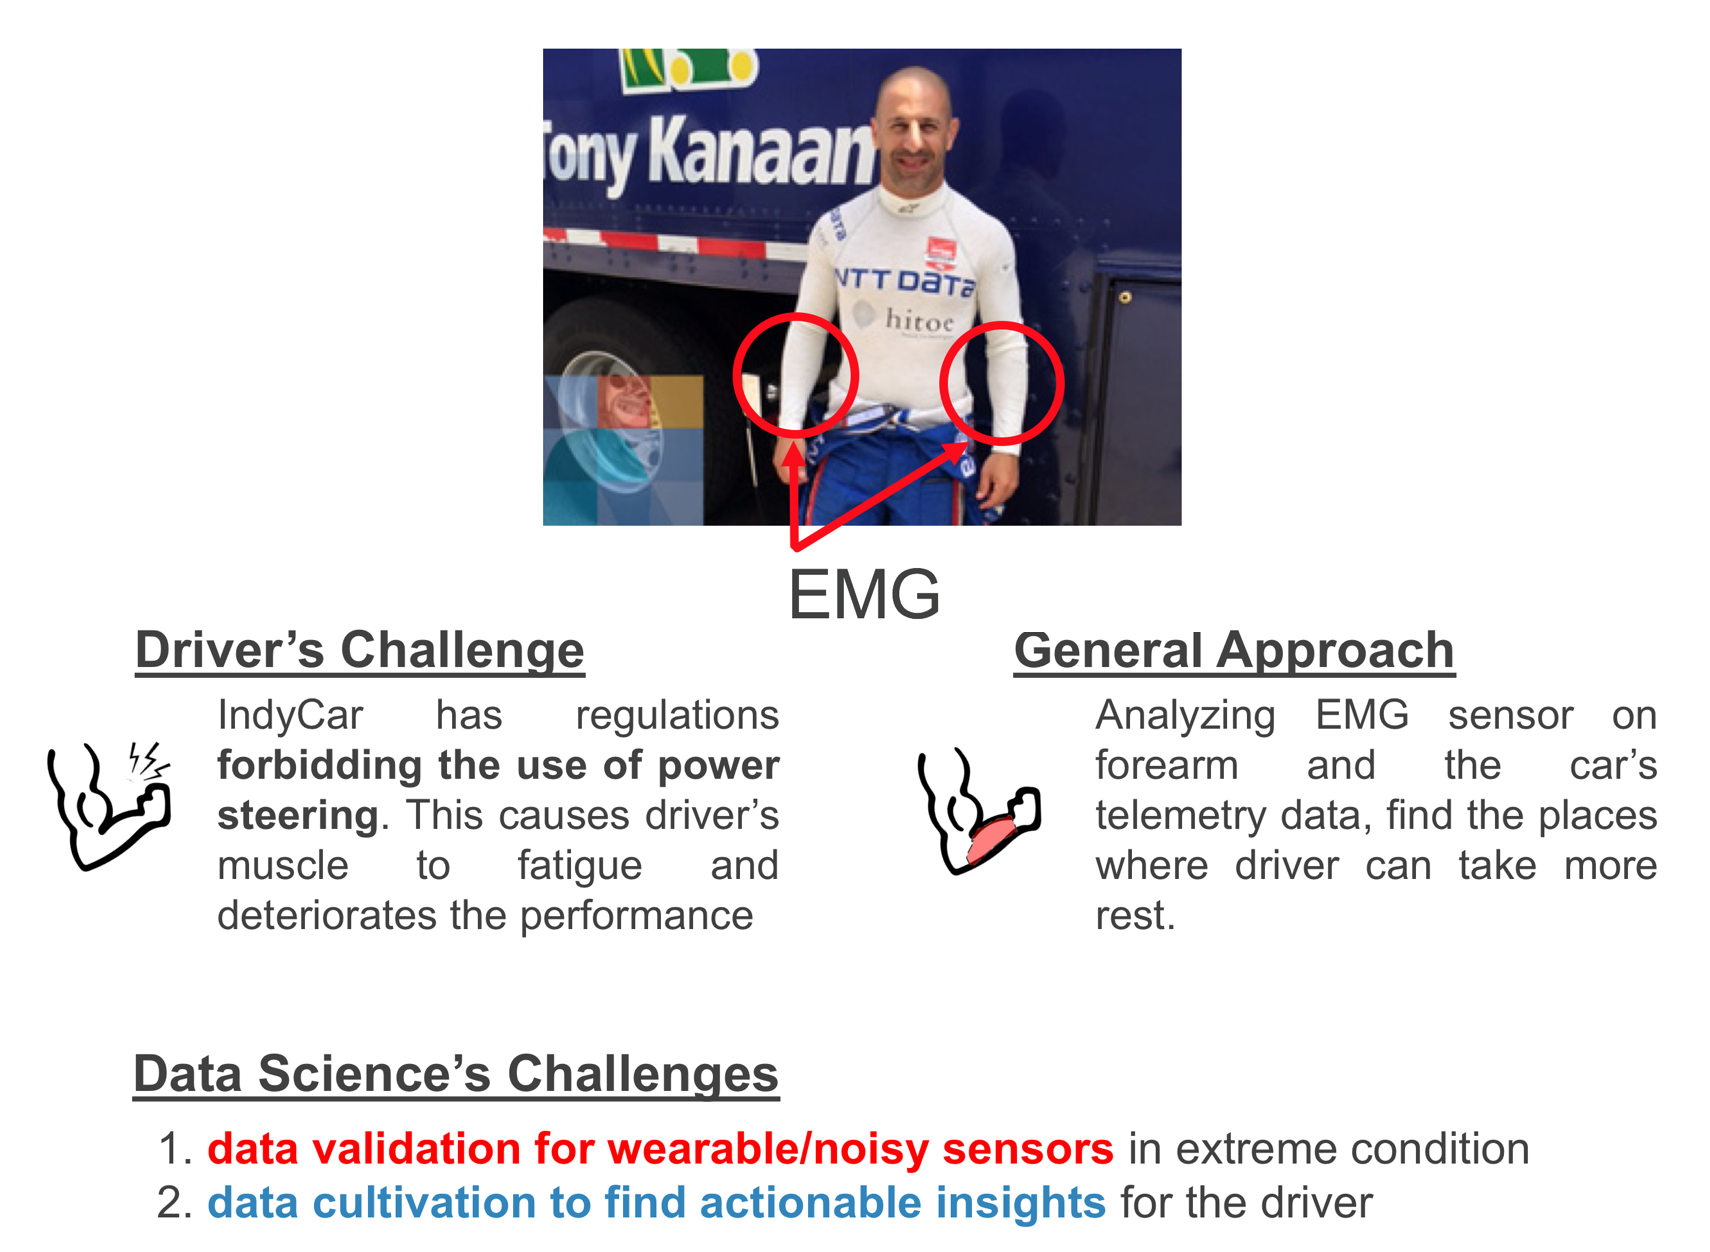 Tony Kanaan
NTT DATA
hitoe
EMG
Driver's Challenge
IndyCar has regulations
forbidding the use of power
steering. This causes driver's
muscle to fatigue and
deteriorates the performance
General Approach
Analyzing EMG sensor on
forearm and the car's
telemetry data, find the places
where driver can take more
rest.
Data Science's Challenges
1. data validation for wearable/noisy sensors in extreme condition
2. data cultivation to find actionable insights for the driver